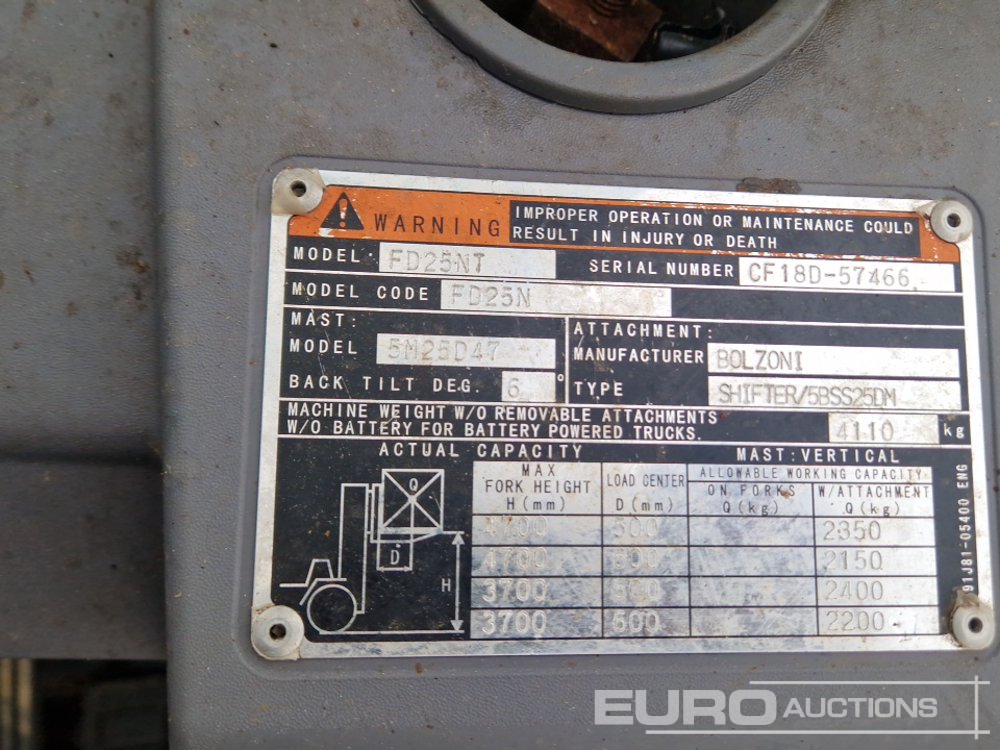 WARNING
IMPROPER OPERATION OR MAINTENANCE COULD
RESULT IN INJURY OR DEATH
MODEL FD25NT
SERIAL NUMBER CF18D-57466
MODEL CODE FD25N
MAST:
MODEL 5M25D47
BACK TILT DEG. 6°
ATTACHMENT:
MANUFACTURER BOLZONI
TYPE SHIFTER/5BSS25DM
MACHINE WEIGHT W/O REMOVABLE ATTACHMENTS
W/O BATTERY FOR BATTERY POWERED TRUCKS.
4110 kg
ACTUAL CAPACITY MAST:VERTICAL
MAX
FORK HEIGHT
H(mm)
LOAD CENTER
D(mm)
ALLOWABLE WORKING CAPACITY
ON FORKS
Q(kg)
W/ATTACHMENT
Q(kg)
4700 500 2350
4700 600 2150
3700 500 2400
3700 600 2200
Q
D
H
91J81-05400 ENG
EURO AUCTIONS